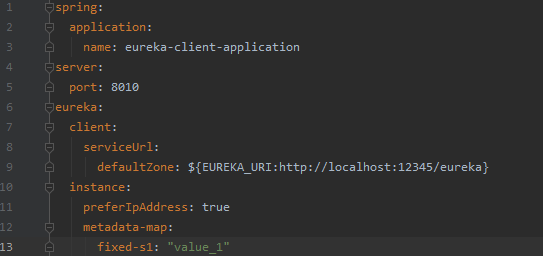 1 spring:
2   application:
3     name: eureka-client-application
4 server:
5   port: 8010
6 eureka:
7   client:
8     serviceUrl:
9       defaultZone: ${EUREKA_URI:http://localhost:12345/eureka}
10   instance:
11     preferIpAddress: true
12     metadata-map:
13       fixed-s1: "value_1"